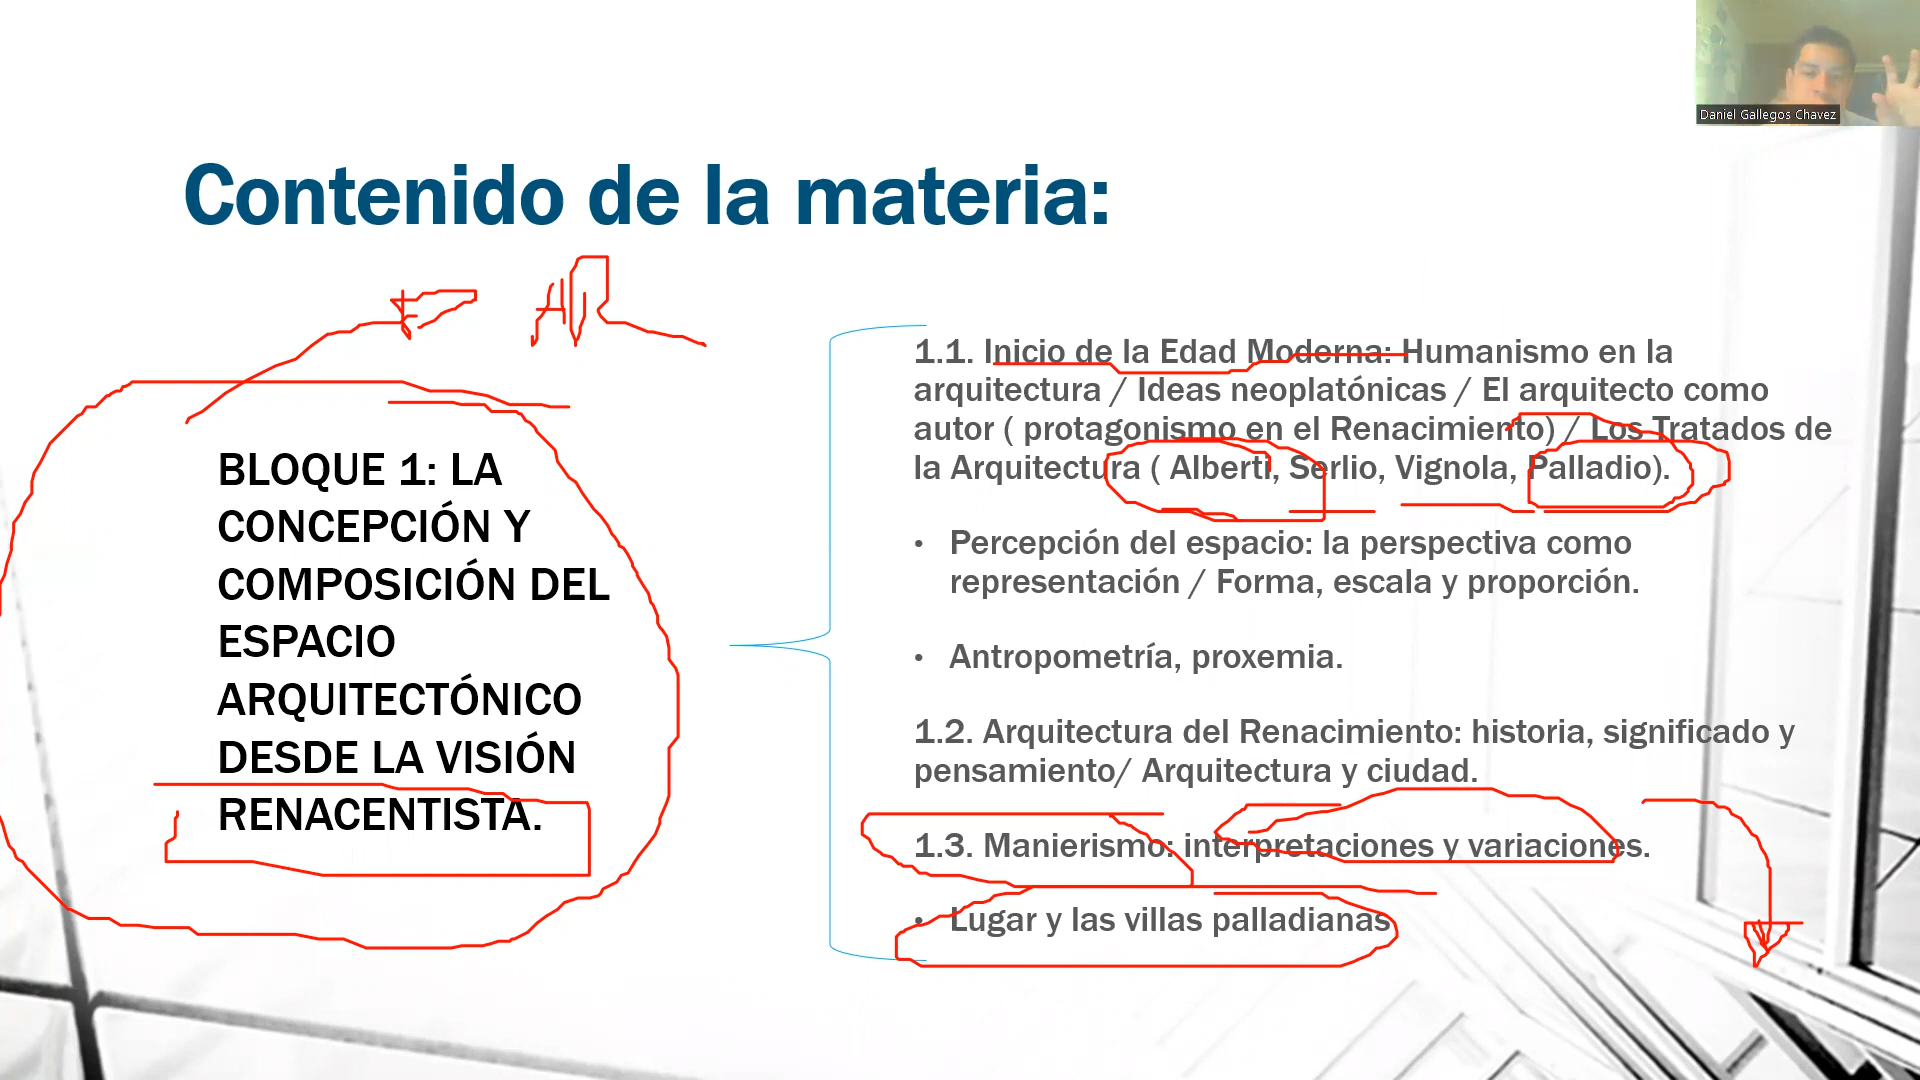 Daniel Gallegos Chavez
Contenido de la materia:
BLOQUE 1: LA
CONCEPCIÓN Y
COMPOSICIÓN DEL
ESPACIO
ARQUITECTÓNICO
DESDE LA VISIÓN
RENACENTISTA.
1.1. Inicio de la Edad Moderna: Humanismo en la
arquitectura / Ideas neoplatónicas / El arquitecto como
autor ( protagonismo en el Renacimiento) / Los Tratados de
la Arquitectura ( Alberti, Serlio, Vignola, Palladio).
• Percepción del espacio: la perspectiva como
representación / Forma, escala y proporción.
• Antropometría, proxemia.
1.2. Arquitectura del Renacimiento: historia, significado y
pensamiento/ Arquitectura y ciudad.
1.3. Manierismo: interpretaciones y variaciones.
• Lugar y las villas palladianas